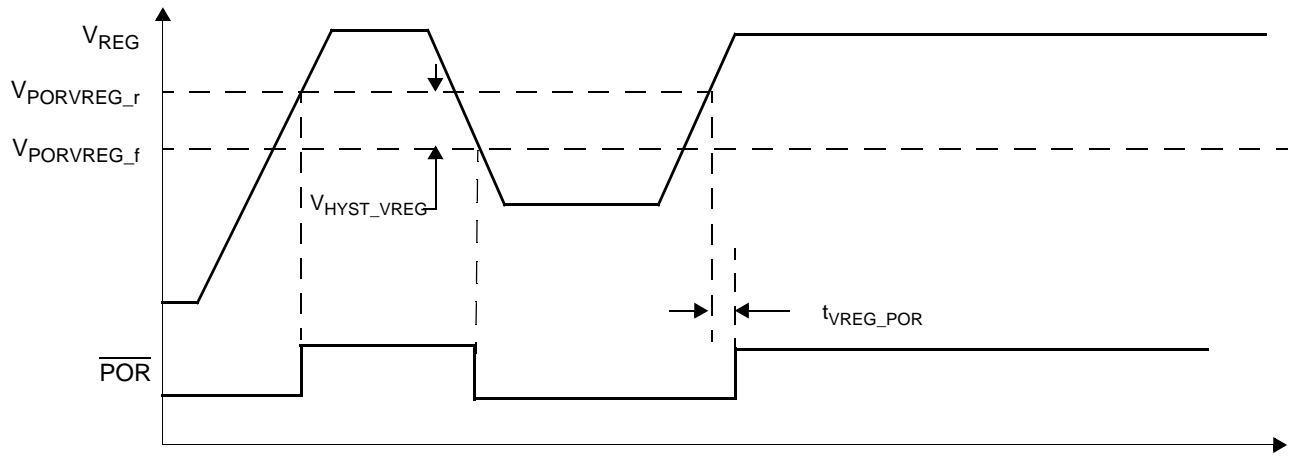 VREG
VPORVREG_r
VPORVREG_f
VHYST_VREG
tVREG_POR
POR